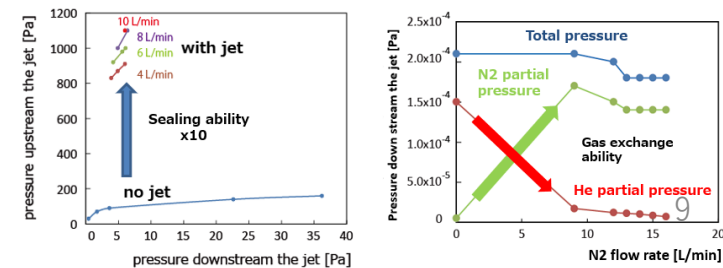 pressure upstream the jet [Pa]
1200
1000
800
600
400
200
0
10 L/min
8 L/min
6 L/min
4 L/min
with jet
Sealing ability
x10
no jet
0 5 10 15 20 25 30 35 40
pressure downstream the jet [Pa]
Pressure down stream the jet [Pa]
2.5x10-4
2.0x10-4
1.5x10-4
1.0x10-4
5.0x10-5
0
Total pressure
N2 partial
pressure
Gas exchange
ability
He partial pressure
9
0 5 10 15 20
N2 flow rate [L/min]